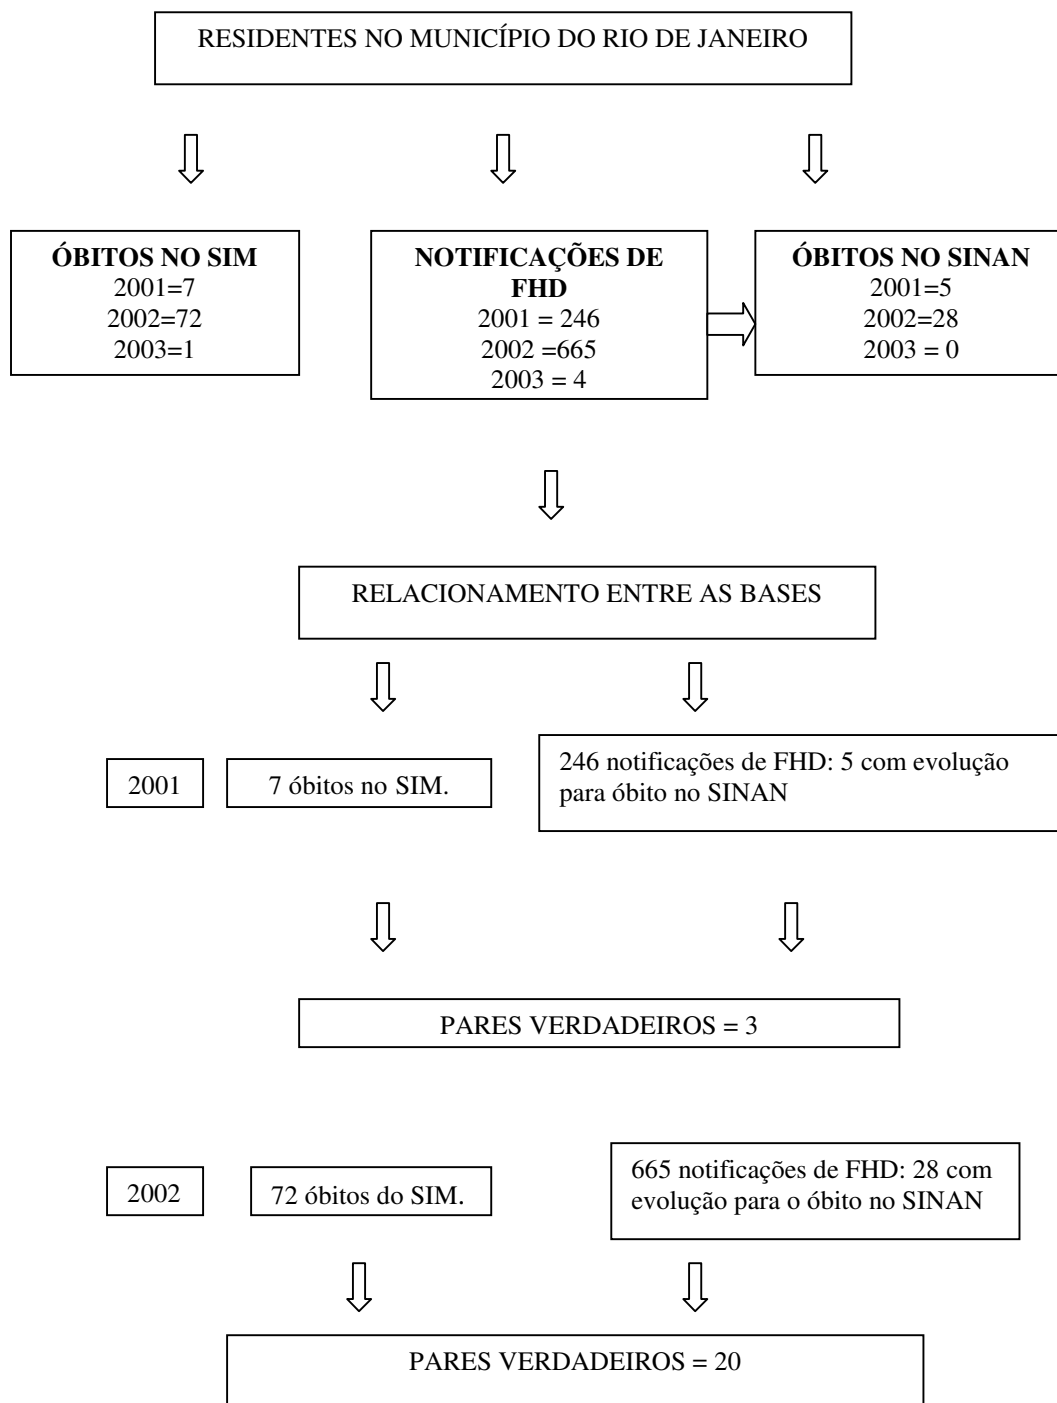 RESIDENTES NO MUNICÍPIO DO RIO DE JANEIRO
ÓBITOS NO SIM
2001=7
2002=72
2003=1
NOTIFICAÇÕES DE
FHD
2001 = 246
2002 =665
2003 = 4
ÓBITOS NO SINAN
2001=5
2002=28
2003 = 0
RELACIONAMENTO ENTRE AS BASES
2001
7 óbitos no SIM.
246 notificações de FHD: 5 com evolução
para óbito no SINAN
PARES VERDADEIROS = 3
2002
72 óbitos do SIM.
665 notificações de FHD: 28 com
evolução para o óbito no SINAN
PARES VERDADEIROS = 20